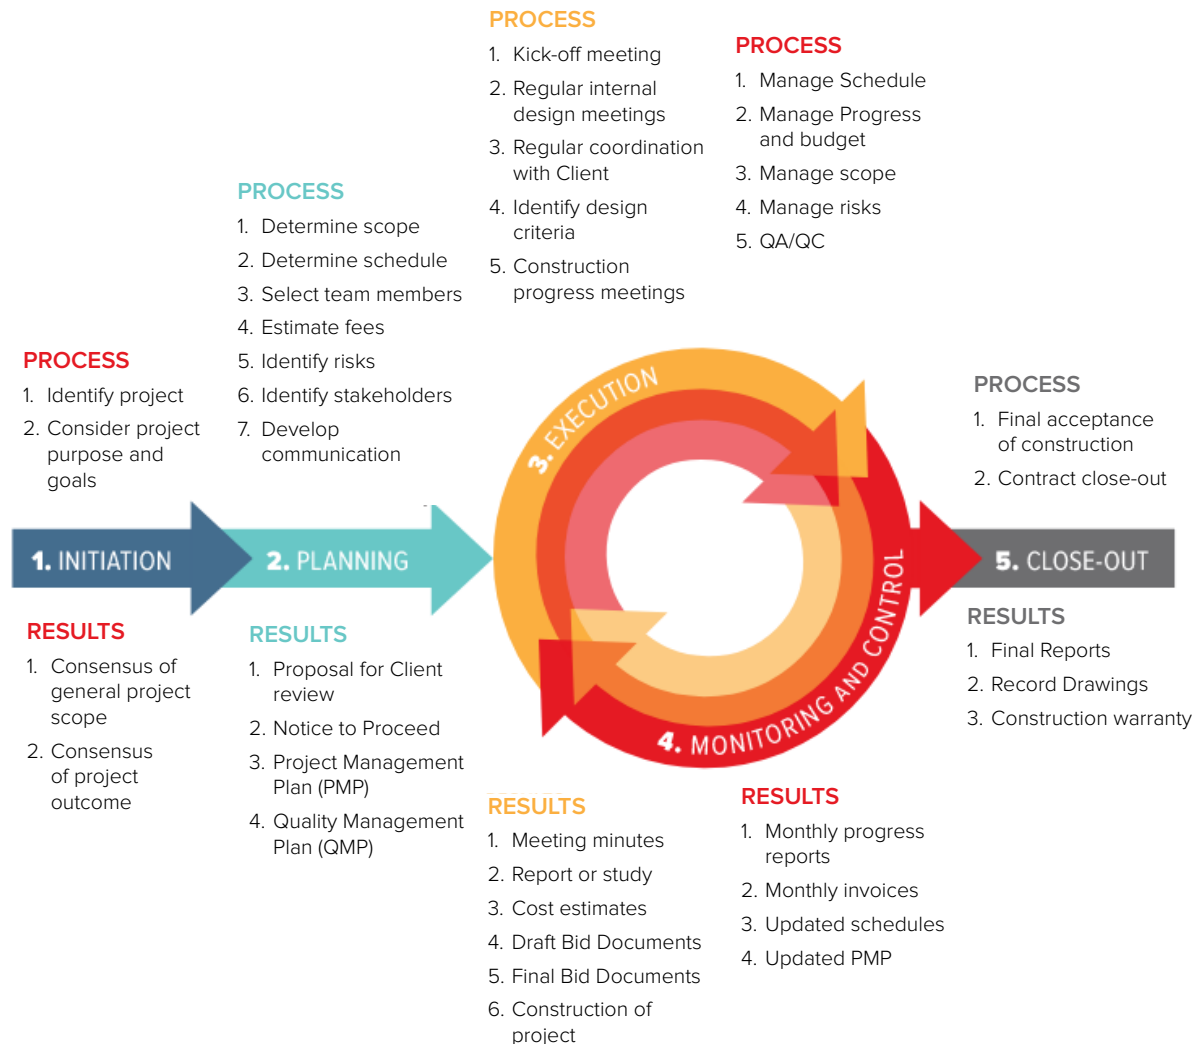 PROCESS
1. Identify project
2. Consider project
purpose and
goals
1. INITIATION
RESULTS
1. Consensus of
general project
scope
2. Consensus
of project
outcome
PROCESS
1. Determine scope
2. Determine schedule
3. Select team members
4. Estimate fees
5. Identify risks
6. Identify stakeholders
7. Develop
communication
2. PLANNING
RESULTS
1. Proposal for Client
review
2. Notice to Proceed
3. Project Management
Plan (PMP)
4. Quality Management
Plan (QMP)
PROCESS
1. Kick-off meeting
2. Regular internal
design meetings
3. Regular coordination
with Client
4. Identify design
criteria
5. Construction
progress meetings
3. EXECUTION
RESULTS
1. Meeting minutes
2. Report or study
3. Cost estimates
4. Draft Bid Documents
5. Final Bid Documents
6. Construction of
project
PROCESS
1. Manage Schedule
2. Manage Progress
and budget
3. Manage scope
4. Manage risks
5. QA/QC
4. MONITORING AND CONTROL
RESULTS
1. Monthly progress
reports
2. Monthly invoices
3. Updated schedules
4. Updated PMP
PROCESS
1. Final acceptance
of construction
2. Contract close-out
5. CLOSE-OUT
RESULTS
1. Final Reports
2. Record Drawings
3. Construction warranty